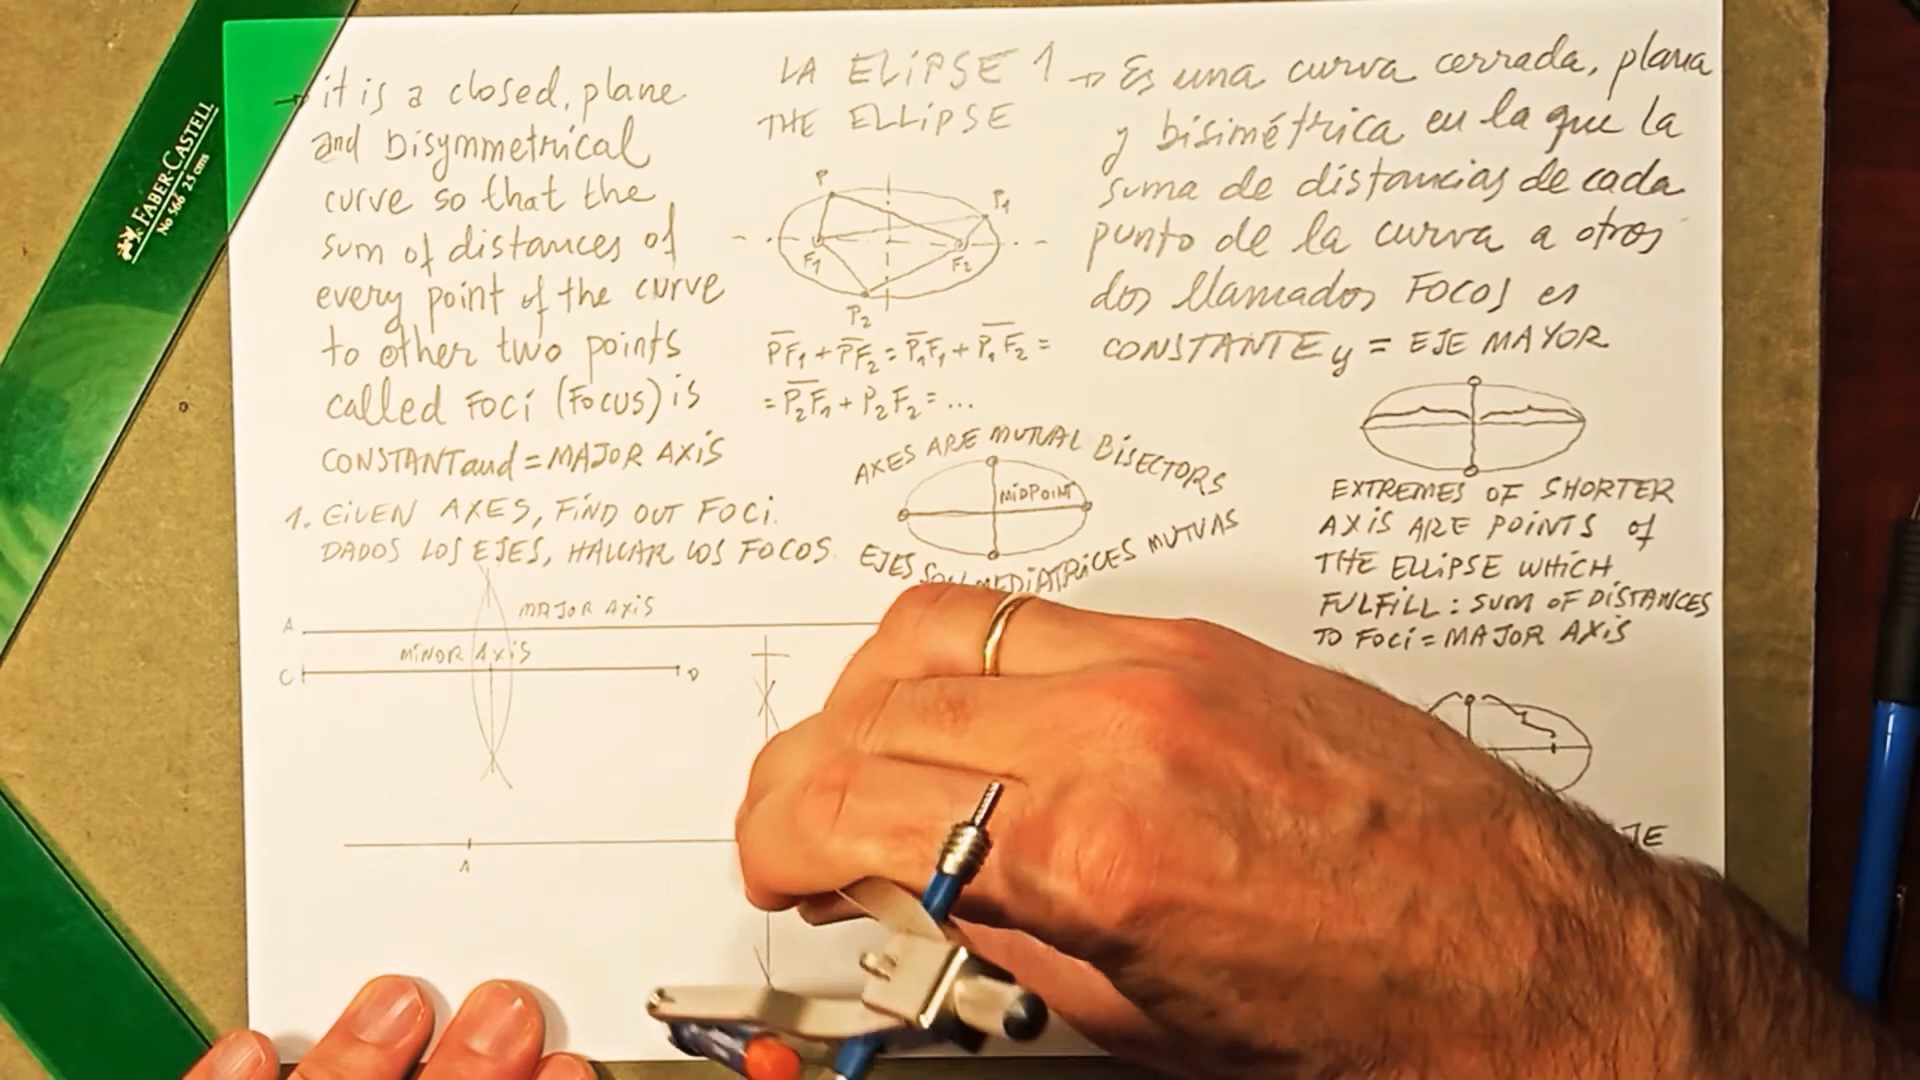 FABER-CASTELL
No 566 25 cms
→ it is a closed, plane
and bisymmetrical
curve so that the
sum of distances of
every point of the curve
to other two points
called FOCI (FOCUS) is
CONSTANT and = MAJOR AXIS
LA ELIPSE 1
THE ELLIPSE
→ Es una curva cerrada, plana
y bisimétrica en la que la
suma de distancias de cada
punto de la curva a otros
dos llamados FOCOS es
CONSTANTE y = EJE MAYOR
P
P1
F1
F2
P2
PF1 + PF2 = P1F1 + P1F2 =
= P2F1 + P2F2 = ...
AXES ARE MUTUAL BISECTORS
MIDPOINT
EJES SON MEDIATRICES MUTUAS
EXTREMES OF SHORTER
AXIS ARE POINTS of
THE ELLIPSE WHICH
FULFILL: SUM OF DISTANCES
TO FOCI = MAJOR AXIS
1. GIVEN AXES, FIND OUT FOCI.
DADOS LOS EJES, HALLAR LOS FOCOS.
A
MAJOR AXIS
MINOR AXIS
C
D
A